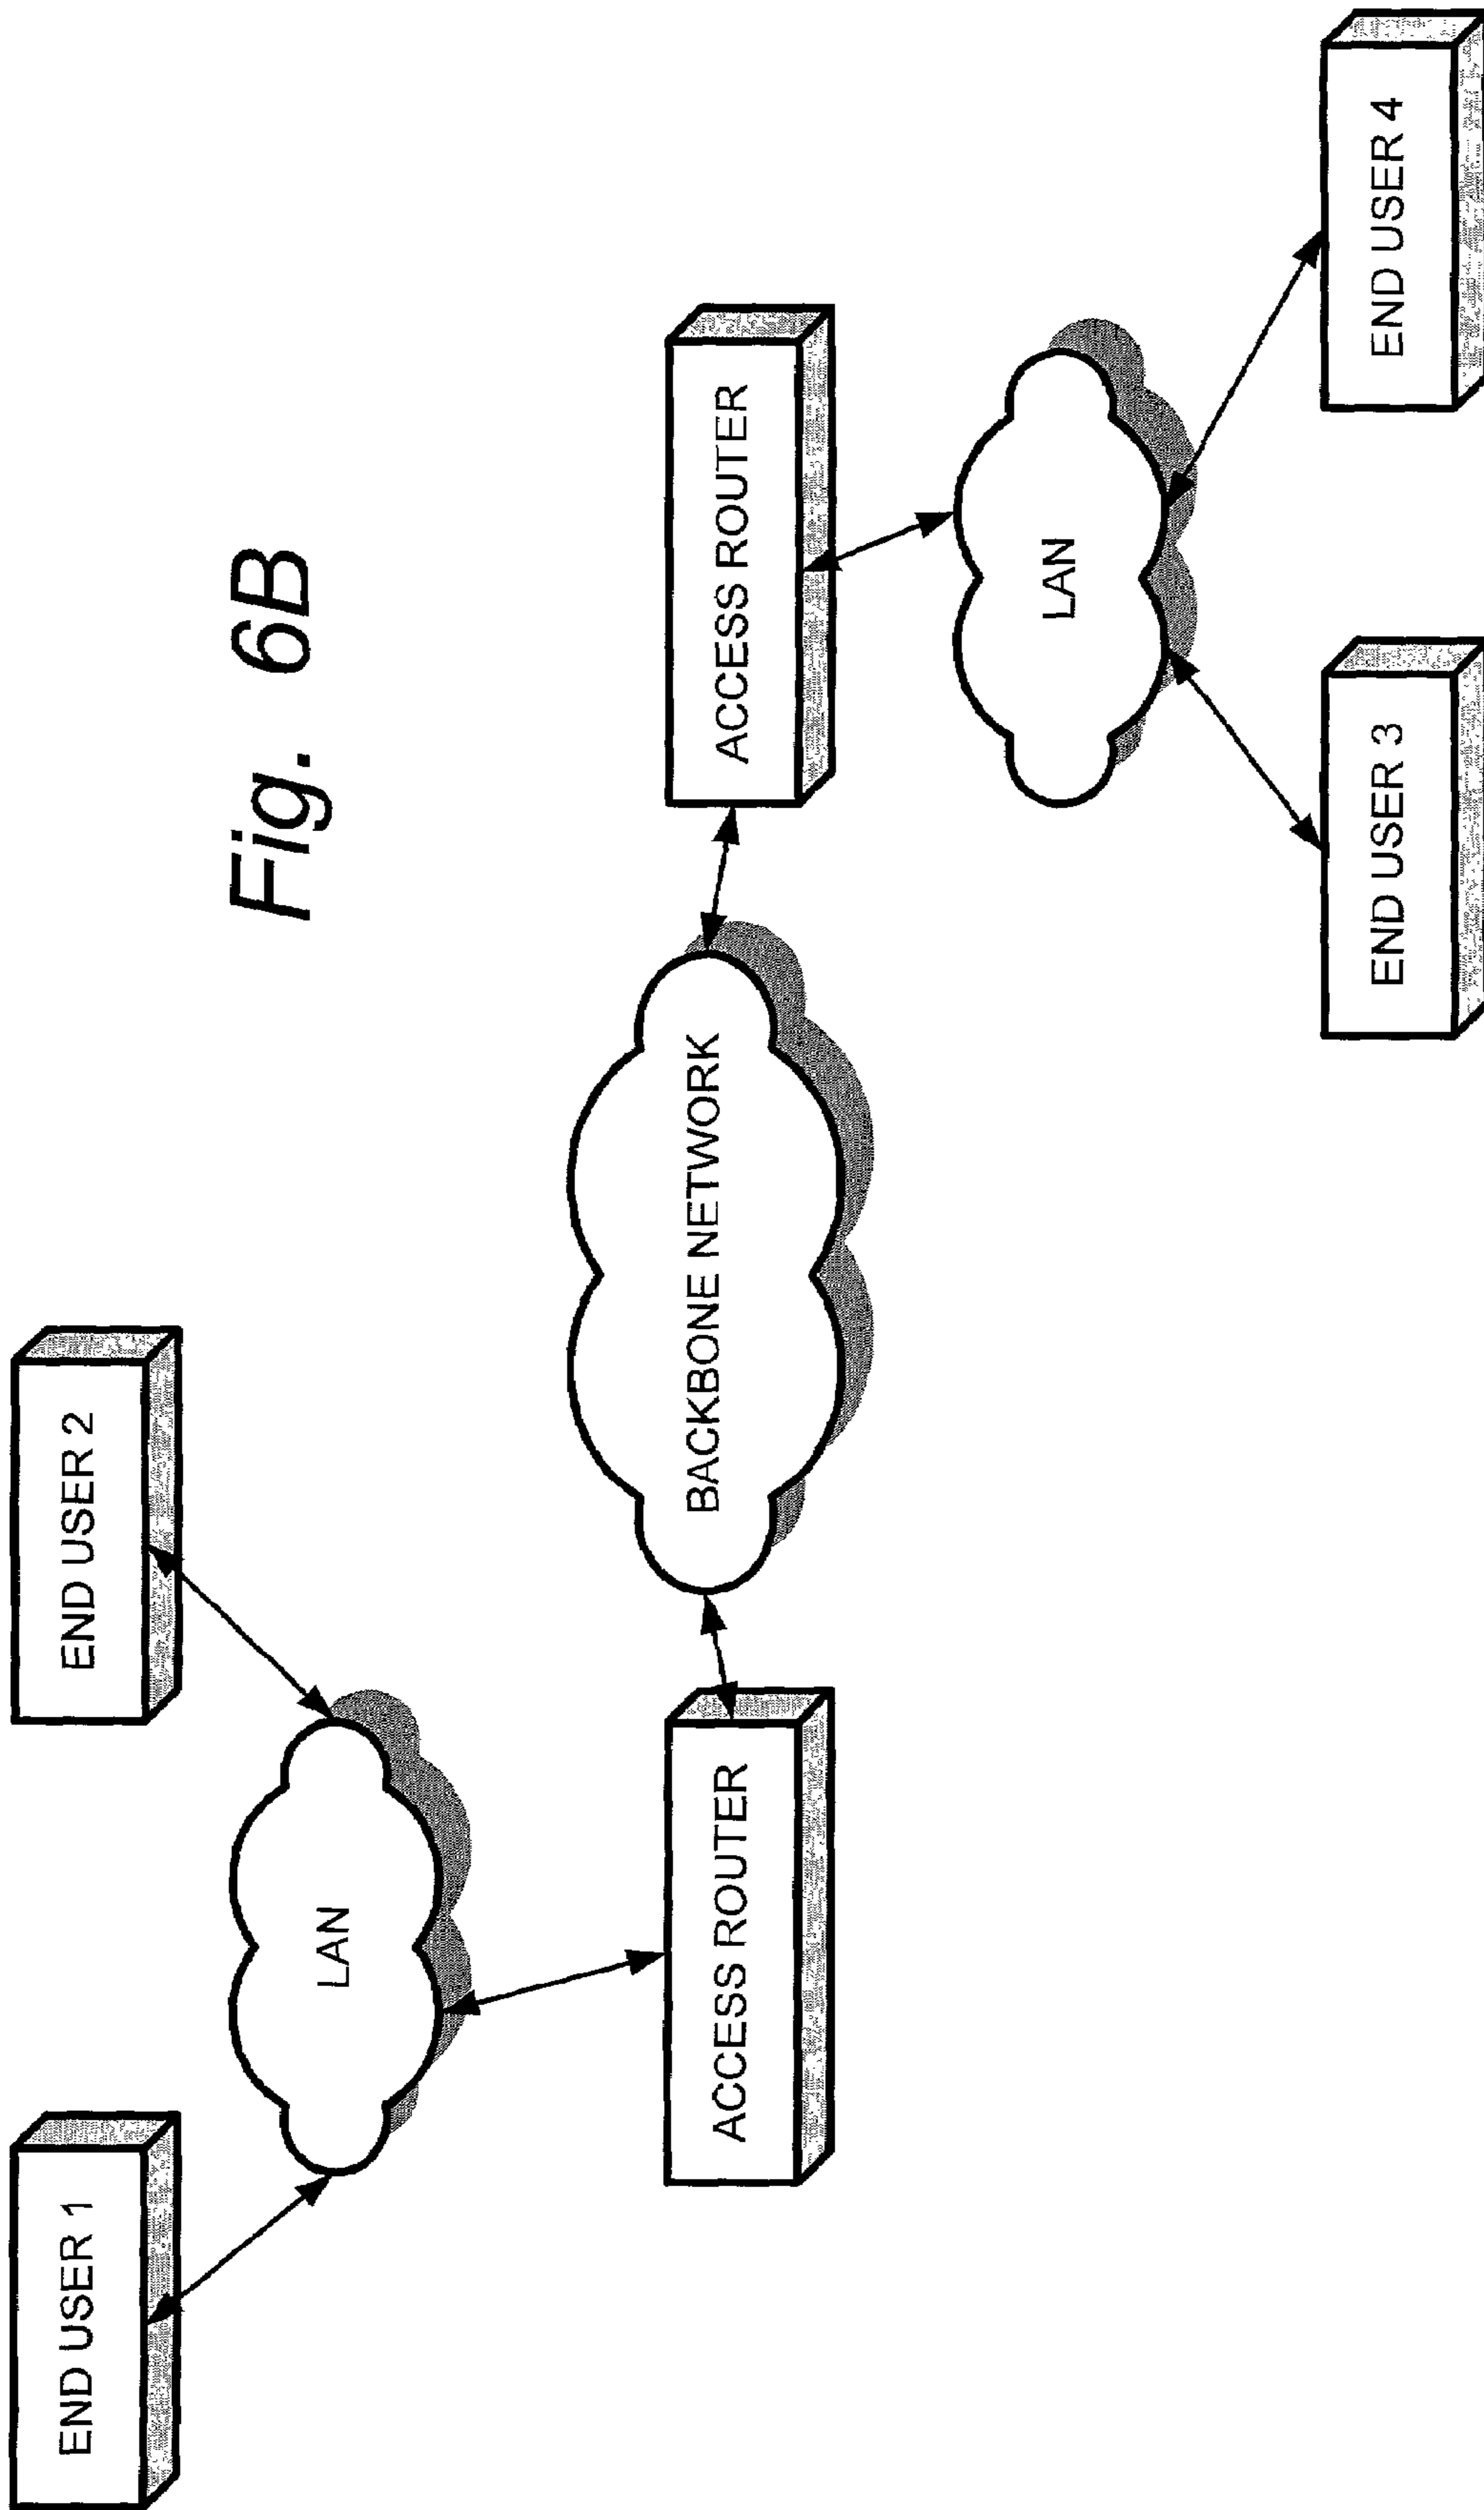 Fig. 6B
END USER 1
END USER 2
LAN
ACCESS ROUTER
BACKBONE NETWORK
ACCESS ROUTER
LAN
END USER 3
END USER 4